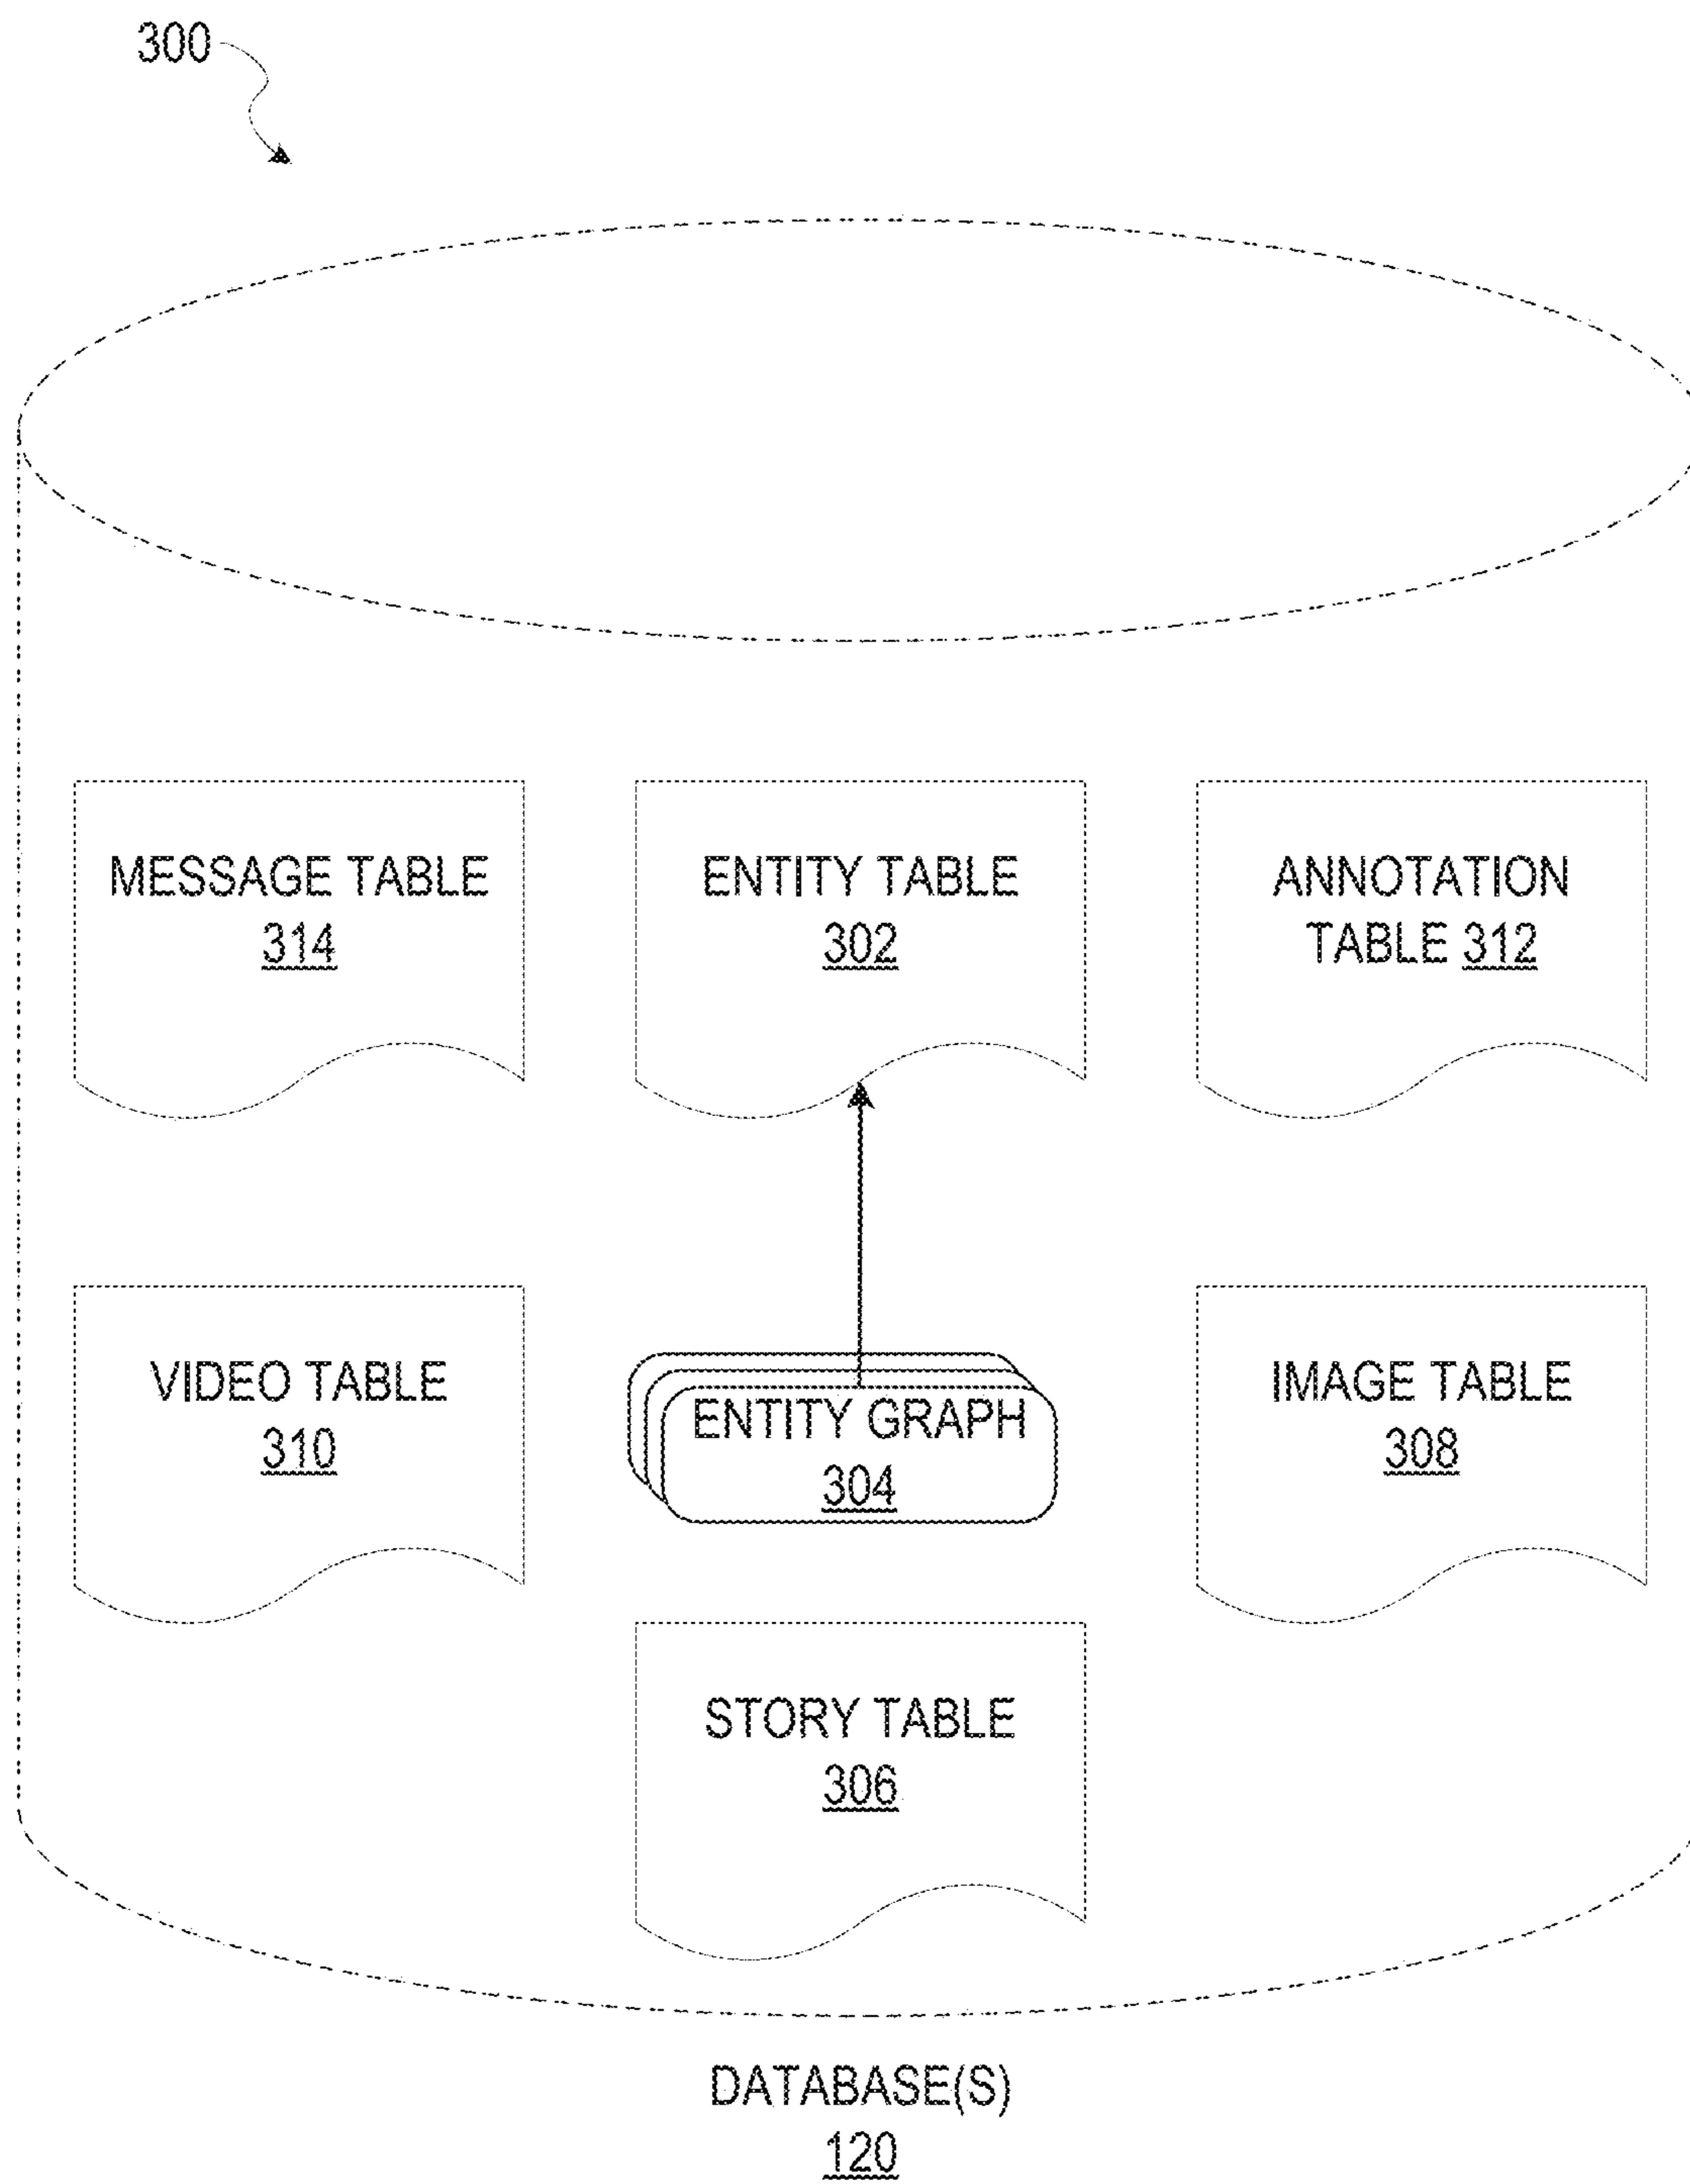 300
MESSAGE TABLE
314
ENTITY TABLE
302
ANNOTATION
TABLE 312
VIDEO TABLE
310
ENTITY GRAPH
304
IMAGE TABLE
308
STORY TABLE
306
DATABASE(S)
120